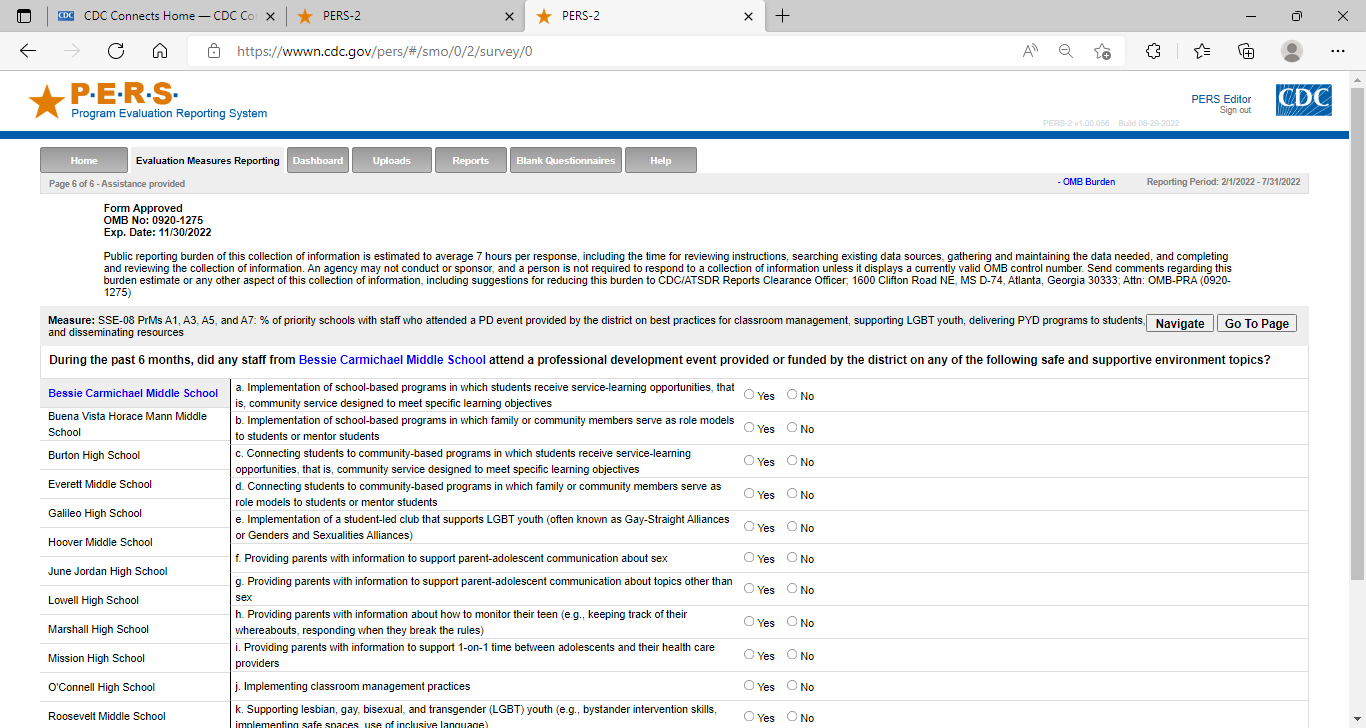 CDC Connects Home — CDC Co
PERS-2
PERS-2
https://wwwn.cdc.gov/pers/#/smo/0/2/survey/0
P·E·R·S·
Program Evaluation Reporting System
PERS Editor
CDC
Sign out
PERS-2 v1.00.056 Build 08-29-2022
Home
Evaluation Measures Reporting
Dashboard
Uploads
Reports
Blank Questionnaires
Help
Page 6 of 6 - Assistance provided
- OMB Burden
Reporting Period: 2/1/2022 - 7/31/2022
Form Approved
OMB No: 0920-1275
Exp. Date: 11/30/2022
Public reporting burden of this collection of information is estimated to average 7 hours per response, including the time for reviewing instructions, searching existing data sources, gathering and maintaining the data needed, and completing
and reviewing the collection of information. An agency may not conduct or sponsor, and a person is not required to respond to a collection of information unless it displays a currently valid OMB control number. Send comments regarding this
burden estimate or any other aspect of this collection of information, including suggestions for reducing this burden to CDC/ATSDR Reports Clearance Officer; 1600 Clifton Road NE, MS D-74, Atlanta, Georgia 30333; Attn: OMB-PRA (0920-
1275)
Measure: SSE-08 PrMs A1, A3, A5, and A7: % of priority schools with staff who attended a PD event provided by the district on best practices for classroom management, supporting LGBT youth, delivering PYD programs to students,
and disseminating resources
Navigate
Go To Page
During the past 6 months, did any staff from Bessie Carmichael Middle School attend a professional development event provided or funded by the district on any of the following safe and supportive environment topics?
Bessie Carmichael Middle School
Buena Vista Horace Mann Middle
School
Burton High School
Everett Middle School
Galileo High School
Hoover Middle School
June Jordan High School
Lowell High School
Marshall High School
Mission High School
O'Connell High School
Roosevelt Middle School
a. Implementation of school-based programs in which students receive service-learning opportunities, that
is, community service designed to meet specific learning objectives
Yes No
b. Implementation of school-based programs in which family or community members serve as role models
to students or mentor students
Yes No
c. Connecting students to community-based programs in which students receive service-learning
opportunities, that is, community service designed to meet specific learning objectives
Yes No
d. Connecting students to community-based programs in which family or community members serve as
role models to students or mentor students
Yes No
e. Implementation of a student-led club that supports LGBT youth (often known as Gay-Straight Alliances
or Genders and Sexualities Alliances)
Yes No
f. Providing parents with information to support parent-adolescent communication about sex
Yes No
g. Providing parents with information to support parent-adolescent communication about topics other than
sex
Yes No
h. Providing parents with information about how to monitor their teen (e.g., keeping track of their
whereabouts, responding when they break the rules)
Yes No
i. Providing parents with information to support 1-on-1 time between adolescents and their health care
providers
Yes No
j. Implementing classroom management practices
Yes No
k. Supporting lesbian, gay, bisexual, and transgender (LGBT) youth (e.g., bystander intervention skills,
implementing safe spaces, use of inclusive language)
Yes No